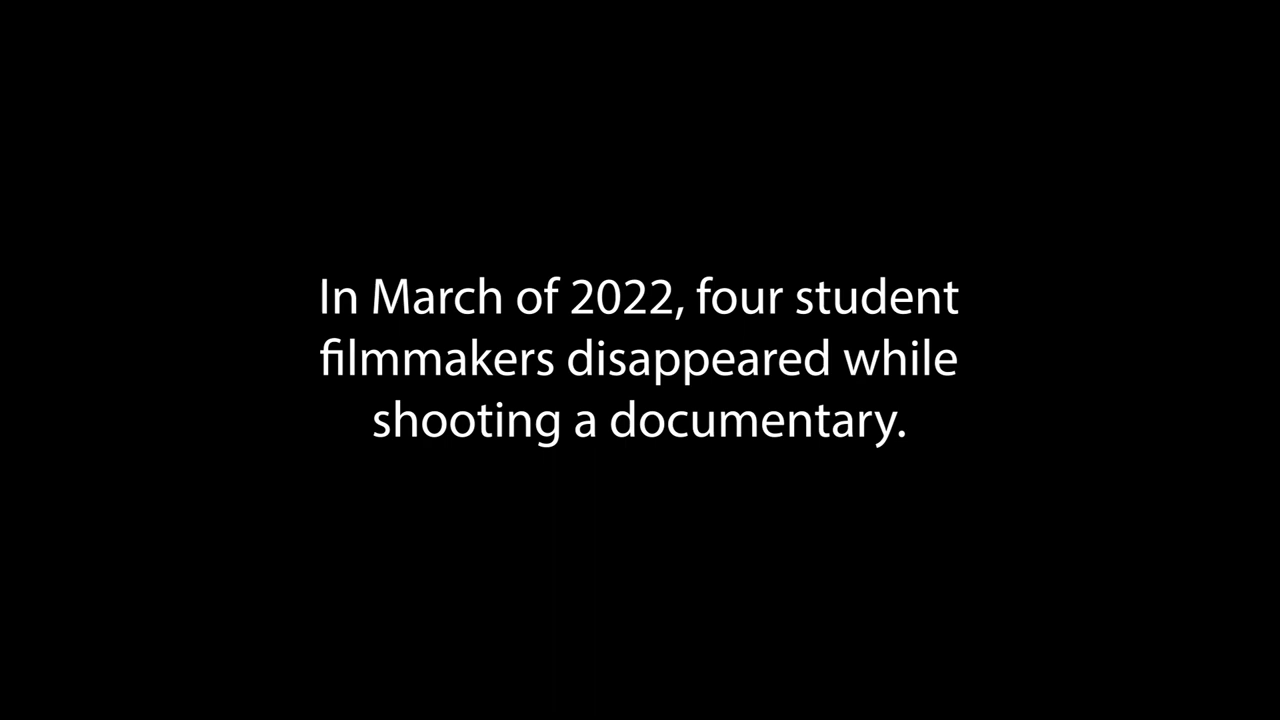 In March of 2022, four student
filmmakers disappeared while
shooting a documentary.